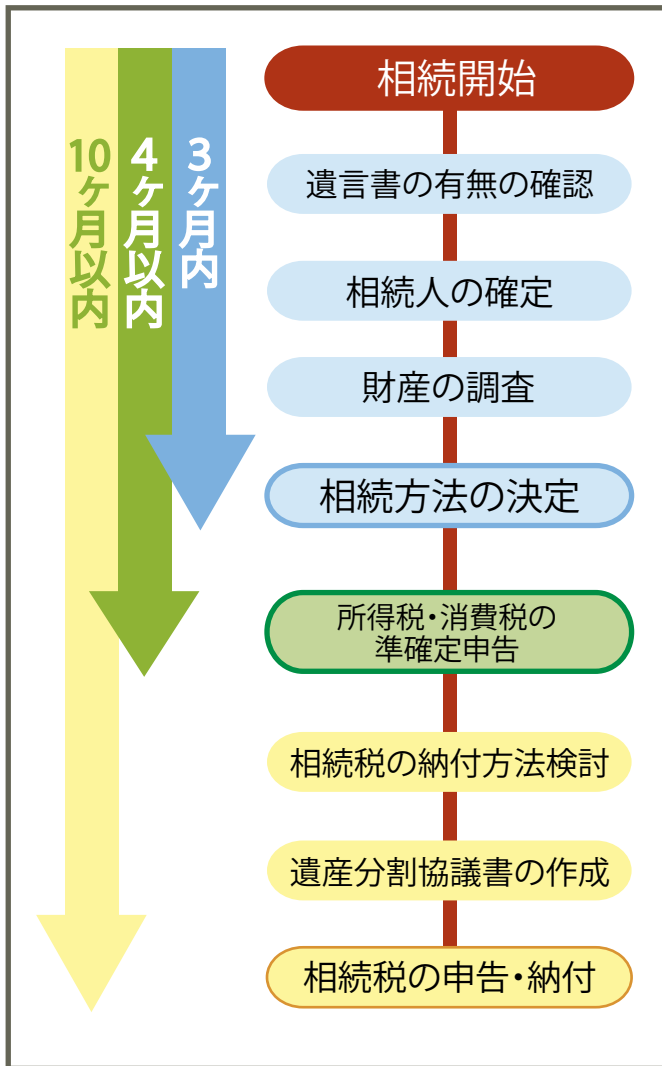 相続開始
10ヶ月以内
4ヶ月以内
3ヶ月内
遺言書の有無の確認
相続人の確定
財産の調査
相続方法の決定
所得税・消費税の
準確定申告
相続税の納付方法検討
遺産分割協議書の作成
相続税の申告・納付